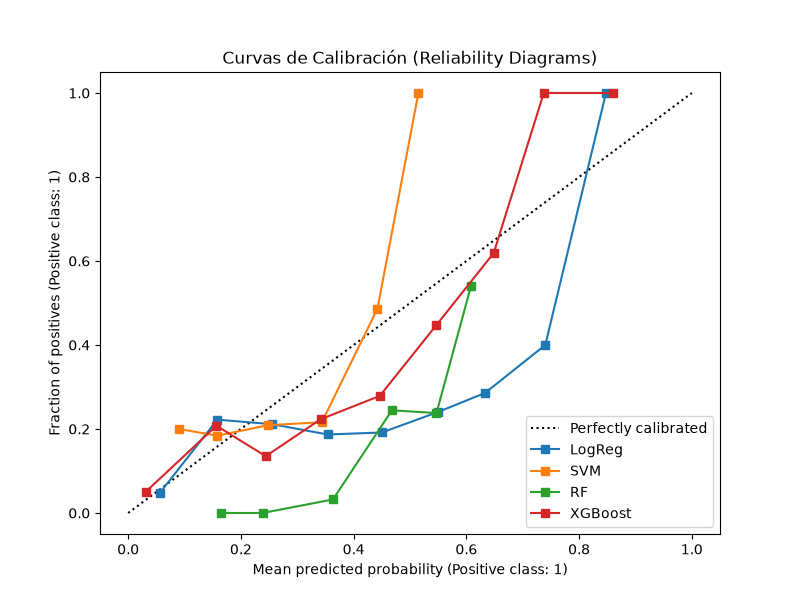 Curvas de Calibración (Reliability Diagrams)
Fraction of positives (Positive class: 1)
1.0
0.8
0.6
0.4
0.2
0.0
0.0 0.2 0.4 0.6 0.8 1.0
Mean predicted probability (Positive class: 1)
Perfectly calibrated
LogReg
SVM
RF
XGBoost